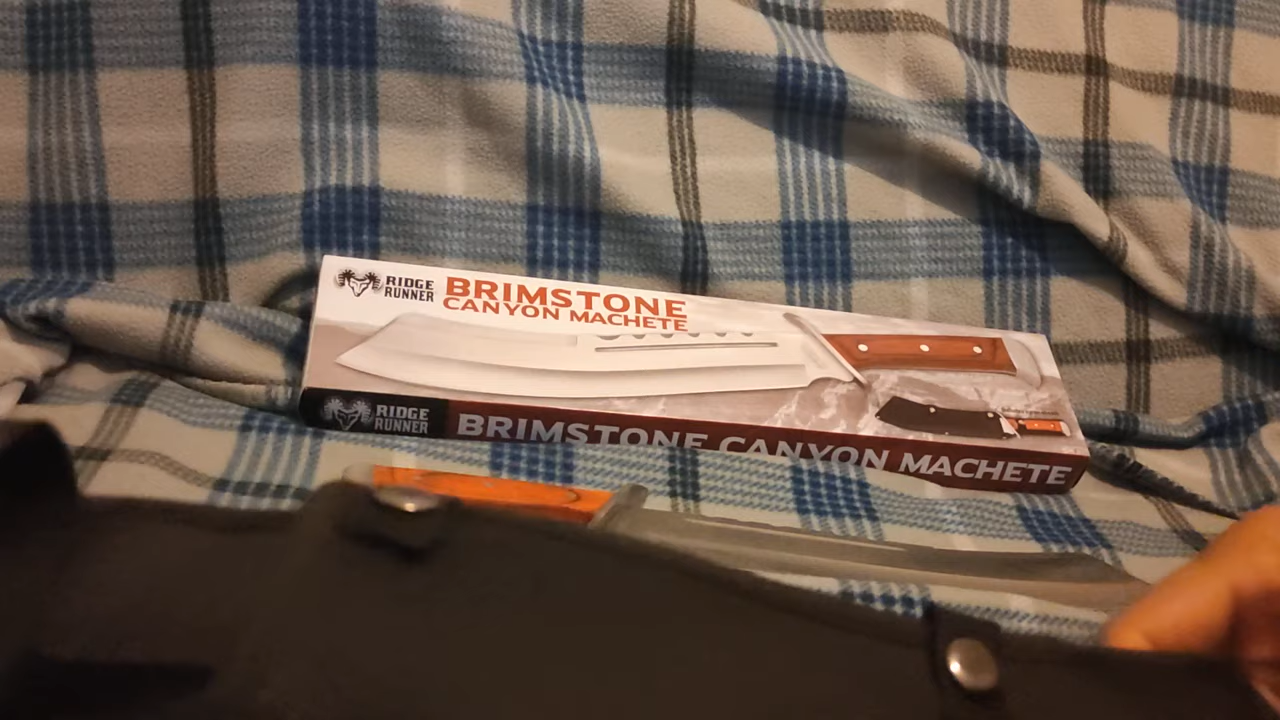 RIDGE
RUNNER
BRIMSTONE
CANYON MACHETE
RIDGE
RUNNER
BRIMSTONE CANYON MACHETE